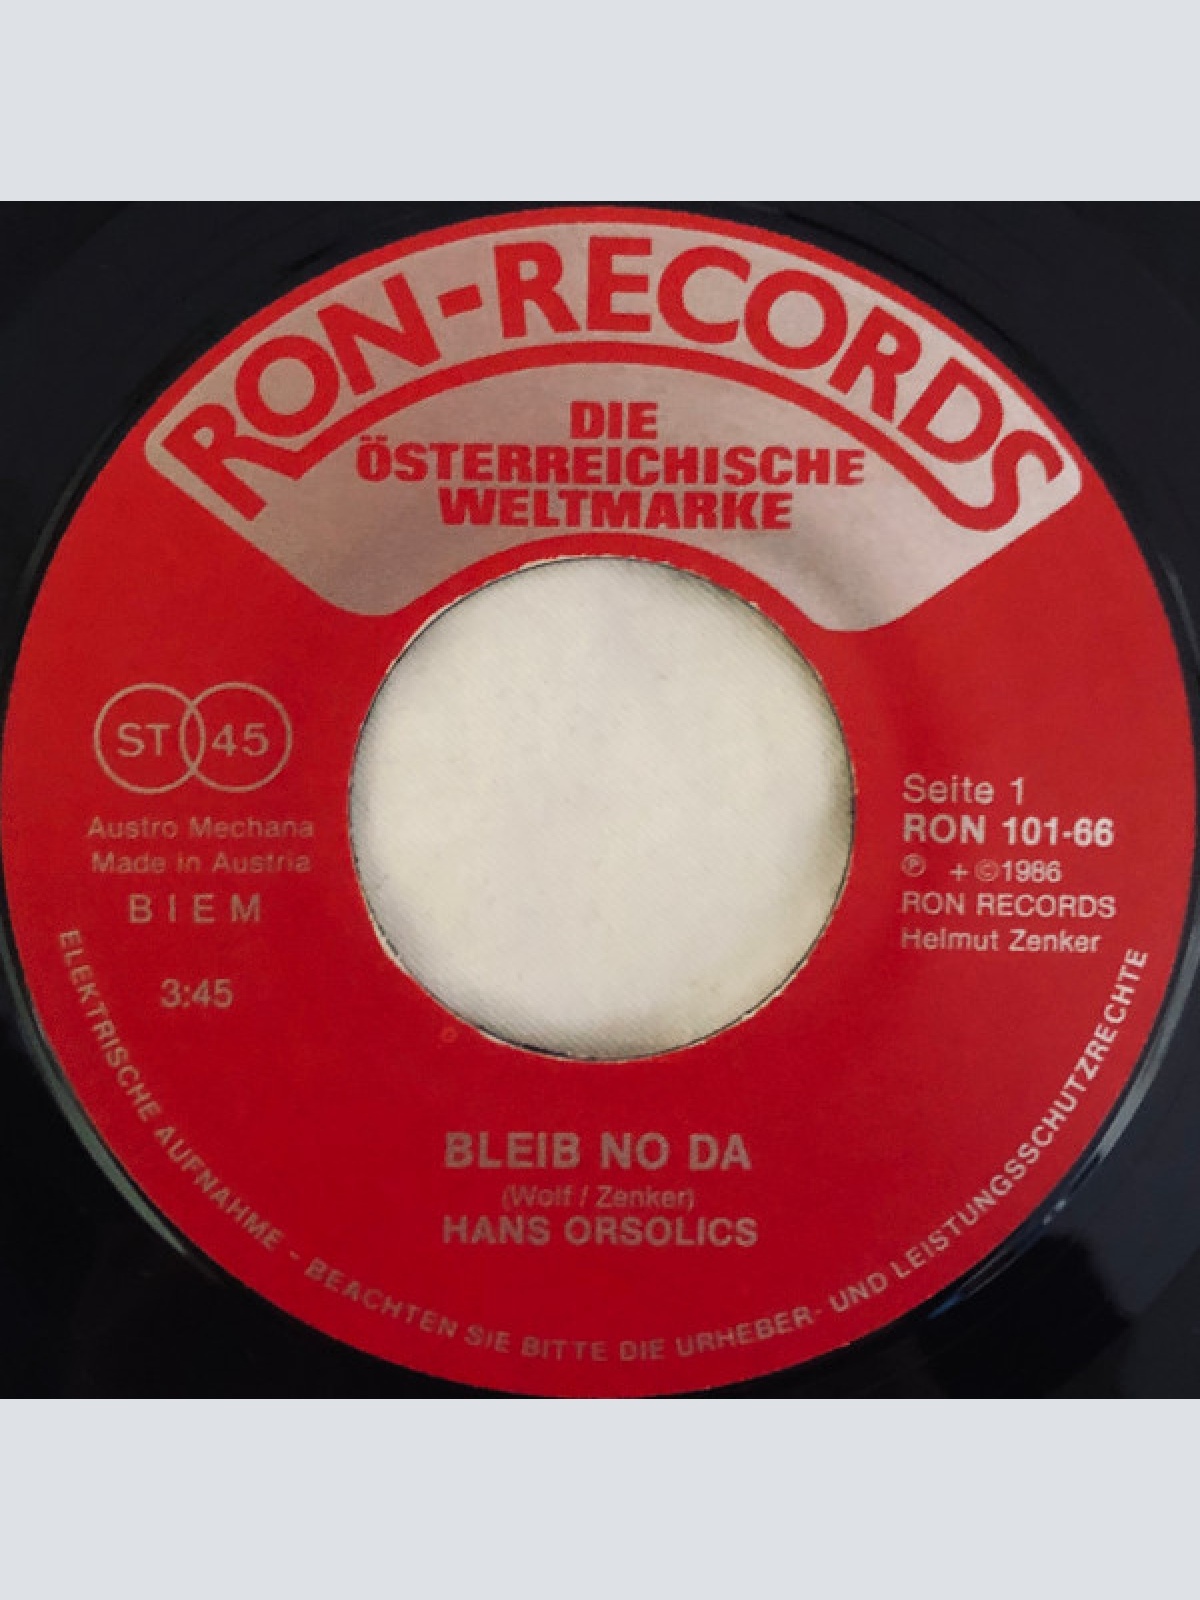 RON-RECORDS
DIE
ÖSTERREICHISCHE
WELTMARKE
ST 45
Austro Mechana
Made in Austria
BIEM
3:45
Seite 1
RON 101-66
℗ + ©1986
RON RECORDS
Helmut Zenker
BLEIB NO DA
(Wolf / Zenker)
HANS ORSOLICS
ELEKTRISCHE AUFNAHME - BEACHTEN SIE BITTE DIE URHEBER- UND LEISTUNGSSCHUTZRECHTE